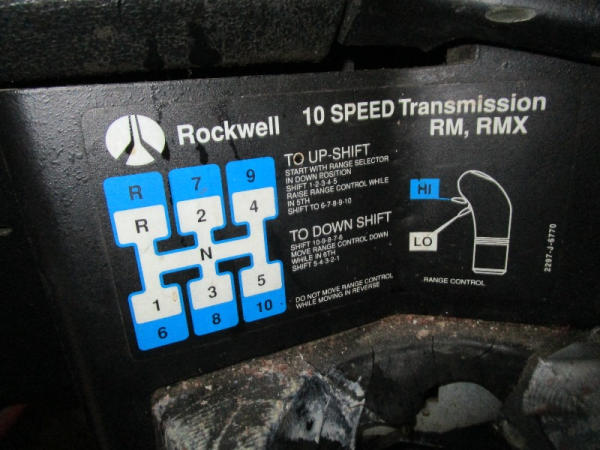 Rockwell
10 SPEED Transmission
RM, RMX
R 7 9
R 2 4
N
1 3 5
6 8 10
TO UP-SHIFT
START WITH RANGE SELECTOR
IN DOWN POSITION
SHIFT 1-2-3-4-5
RAISE RANGE CONTROL WHILE
IN 5TH
SHIFT TO 6-7-8-9-10
TO DOWN SHIFT
SHIFT 10-9-8-7-6
MOVE RANGE CONTROL DOWN
WHILE IN 6TH
SHIFT 5-4-3-2-1
DO NOT MOVE RANGE CONTROL
WHILE MOVING IN REVERSE
HI
LO
RANGE CONTROL
2297-J-6770